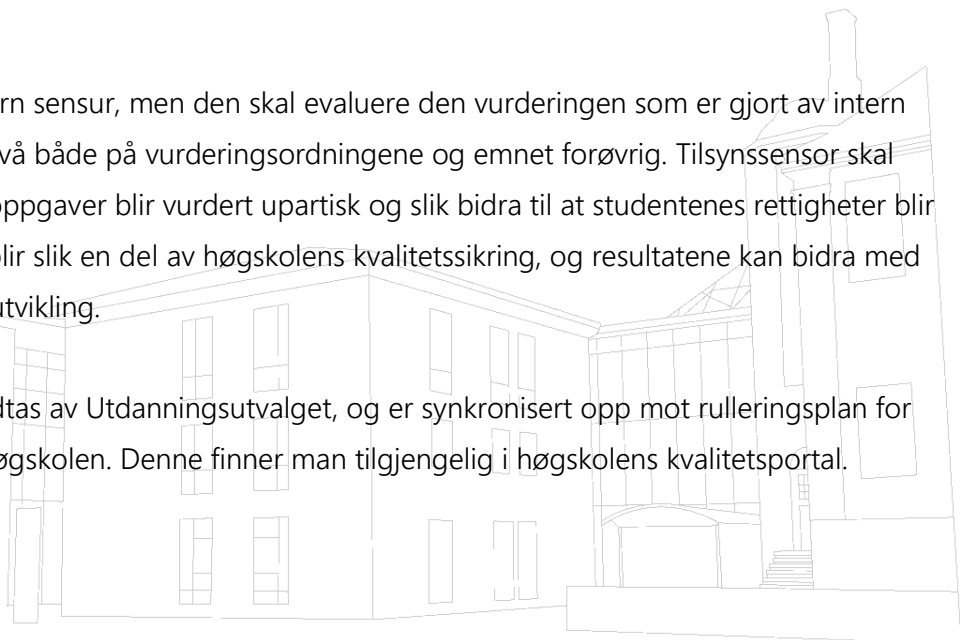 rn sensur, men den skal evaluere den vurderingen som er gjort av intern
vå både på vurderingsordningene og emnet forøvrig. Tilsynssensor skal
oppgaver blir vurdert upartisk og slik bidra til at studentenes rettigheter blir
lir slik en del av høgskolens kvalitetssikring, og resultatene kan bidra med
utvikling.
dtas av Utdanningsutvalget, og er synkronisert opp mot rulleringsplan for
øgskolen. Denne finner man tilgjengelig i høgskolens kvalitetsportal.